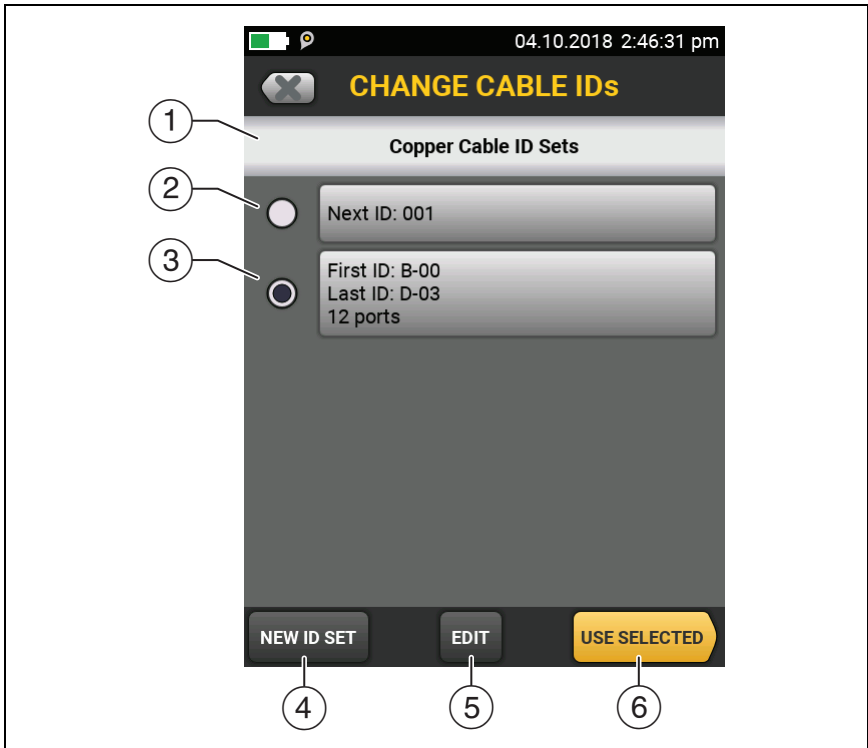 04.10.2018 2:46:31 pm
CHANGE CABLE IDs
1
Copper Cable ID Sets
2
Next ID: 001
3
First ID: B-00
Last ID: D-03
12 ports
NEW ID SET
EDIT
USE SELECTED
4
5
6